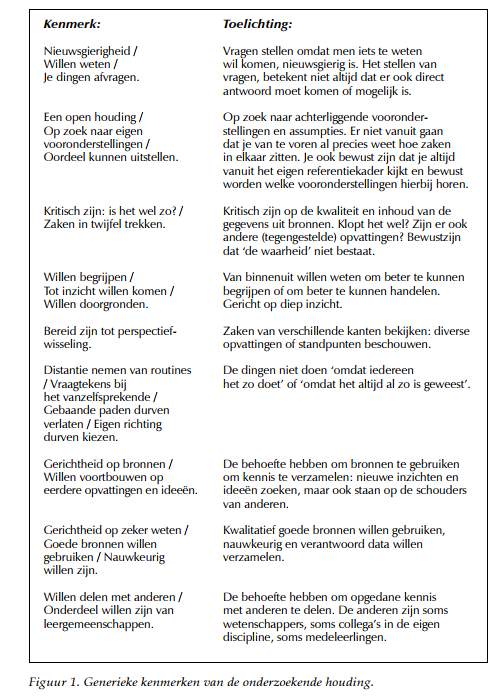 Kenmerk: Toelichting:
Nieuwsgierigheid / Vragen stellen omdat men iets te weten
Willen weten / wil komen, nieuwsgierig is. Het stellen van
Je dingen afvragen. vragen, betekent niet altijd dat er ook direct
antwoord moet komen of mogelijk is.
Een open houding / Op zoek naar achterliggende vooronder-
Op zoek naar eigen stellingen en assumpties. Er niet vanuit gaan
vooronderstellingen / dat je van te voren al precies weet hoe zaken
Oordeel kunnen uitstellen. in elkaar zitten. Je ook bewust zijn dat je altijd
vanuit het eigen referentiekader kijkt en bewust
worden welke vooronderstellingen hierbij horen.
Kritisch zijn: is het wel zo? / Kritisch zijn op de kwaliteit en inhoud van de
Zaken in twijfel trekken. gegevens uit bronnen. Klopt het wel? Zijn er ook
andere (tegengestelde) opvattingen? Bewustzijn
dat ‘de waarheid’ niet bestaat.
Willen begrijpen / Van binnenuit willen weten om beter te kunnen
Tot inzicht willen komen / begrijpen of om beter te kunnen handelen.
Willen doorgronden. Gericht op diep inzicht.
Bereid zijn tot perspectief- Zaken van verschillende kanten bekijken: diverse
wisseling. opvattingen of standpunten beschouwen.
Distantie nemen van routines De dingen niet doen ‘omdat iedereen
/ Vraagtekens bij het zo doet’ of ‘omdat het altijd al zo is geweest’.
het vanzelfsprekende /
Gebaande paden durven
verlaten / Eigen richting
durven kiezen.
Gerichtheid op bronnen / De behoefte hebben om bronnen te gebruiken
Willen voortbouwen op om kennis te verzamelen: nieuwe inzichten en
eerdere opvattingen en ideeën. ideeën zoeken, maar ook staan op de schouders
van anderen.
Gerichtheid op zeker weten / Kwalitatief goede bronnen willen gebruiken,
Goede bronnen willen nauwkeurig en verantwoord data willen
gebruiken / Nauwkeurig verzamelen.
willen zijn.
Willen delen met anderen / De behoefte hebben om opgedane kennis
Onderdeel willen zijn van met anderen te delen. De anderen zijn soms
leergemeenschappen. wetenschappers, soms collega’s in de eigen
discipline, soms medeleerlingen.
Figuur 1. Generieke kenmerken van de onderzoekende houding.